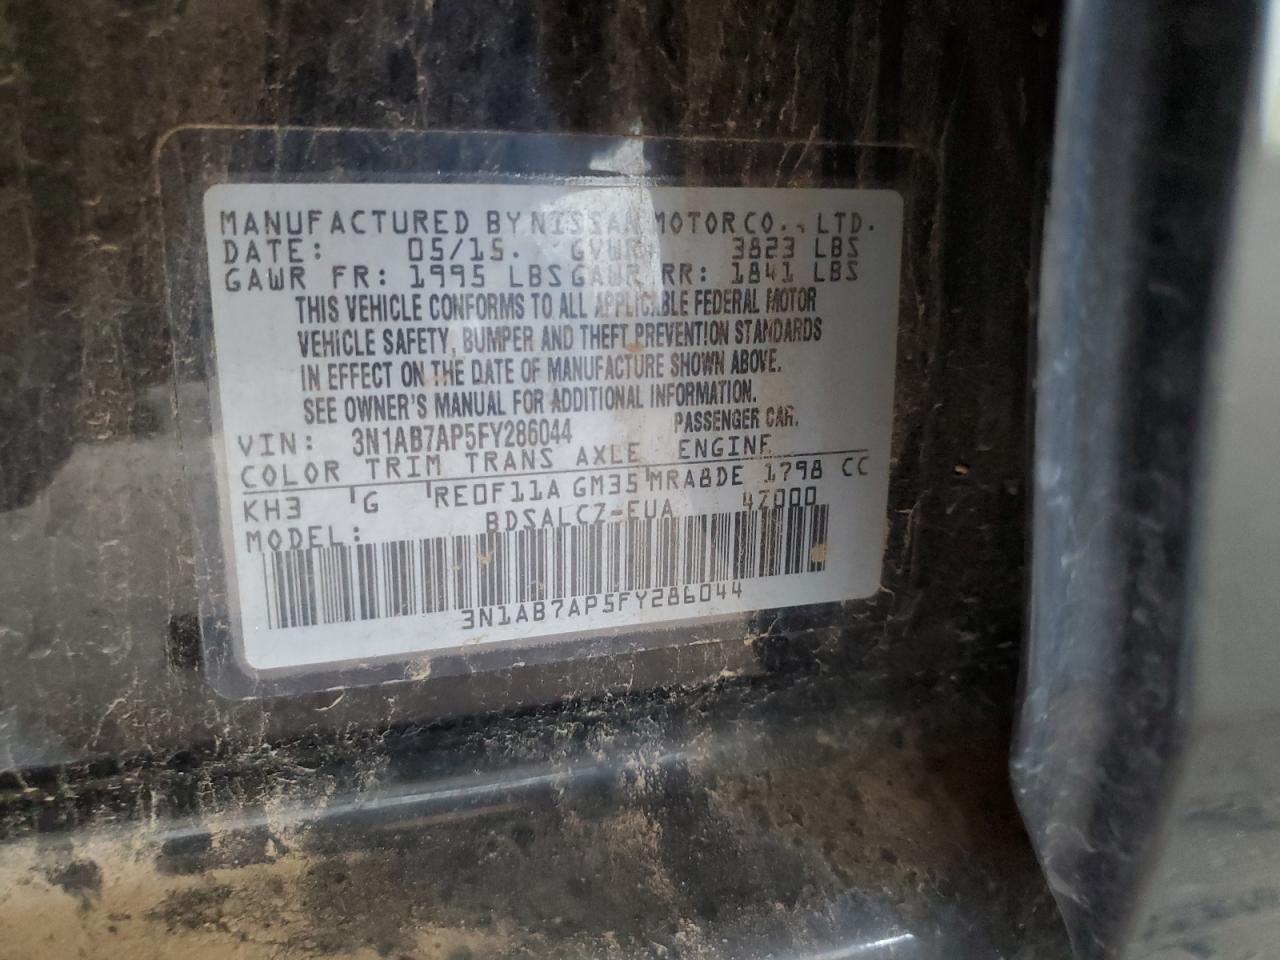 MANUFACTURED BY NISSAN MOTOR CO., LTD.
DATE: 05/15. GVWR 3823 LBS
GAWR FR: 1995 LBS GAWR RR: 1841 LBS
THIS VEHICLE CONFORMS TO ALL APPLICABLE FEDERAL MOTOR
VEHICLE SAFETY, BUMPER AND THEFT PREVENTION STANDARDS
IN EFFECT ON THE DATE OF MANUFACTURE SHOWN ABOVE.
SEE OWNER'S MANUAL FOR ADDITIONAL INFORMATION.
VIN: 3N1AB7AP5FY286044 PASSENGER CAR.
COLOR TRIM TRANS AXLE ENGINE
KH3 G RE0F11A GM35 MRA8DE 1798 CC
MODEL: BDSALCZ-EUA 4Z000
3N1AB7AP5FY286044